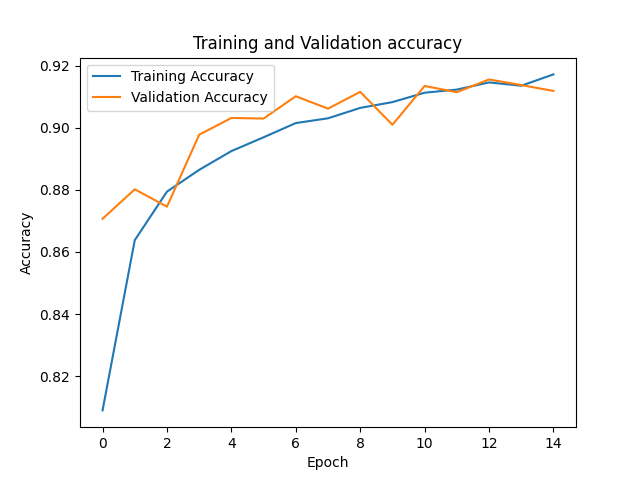 Training and Validation accuracy
Training Accuracy
Validation Accuracy
Accuracy
0.92
0.90
0.88
0.86
0.84
0.82
0 2 4 6 8 10 12 14
Epoch